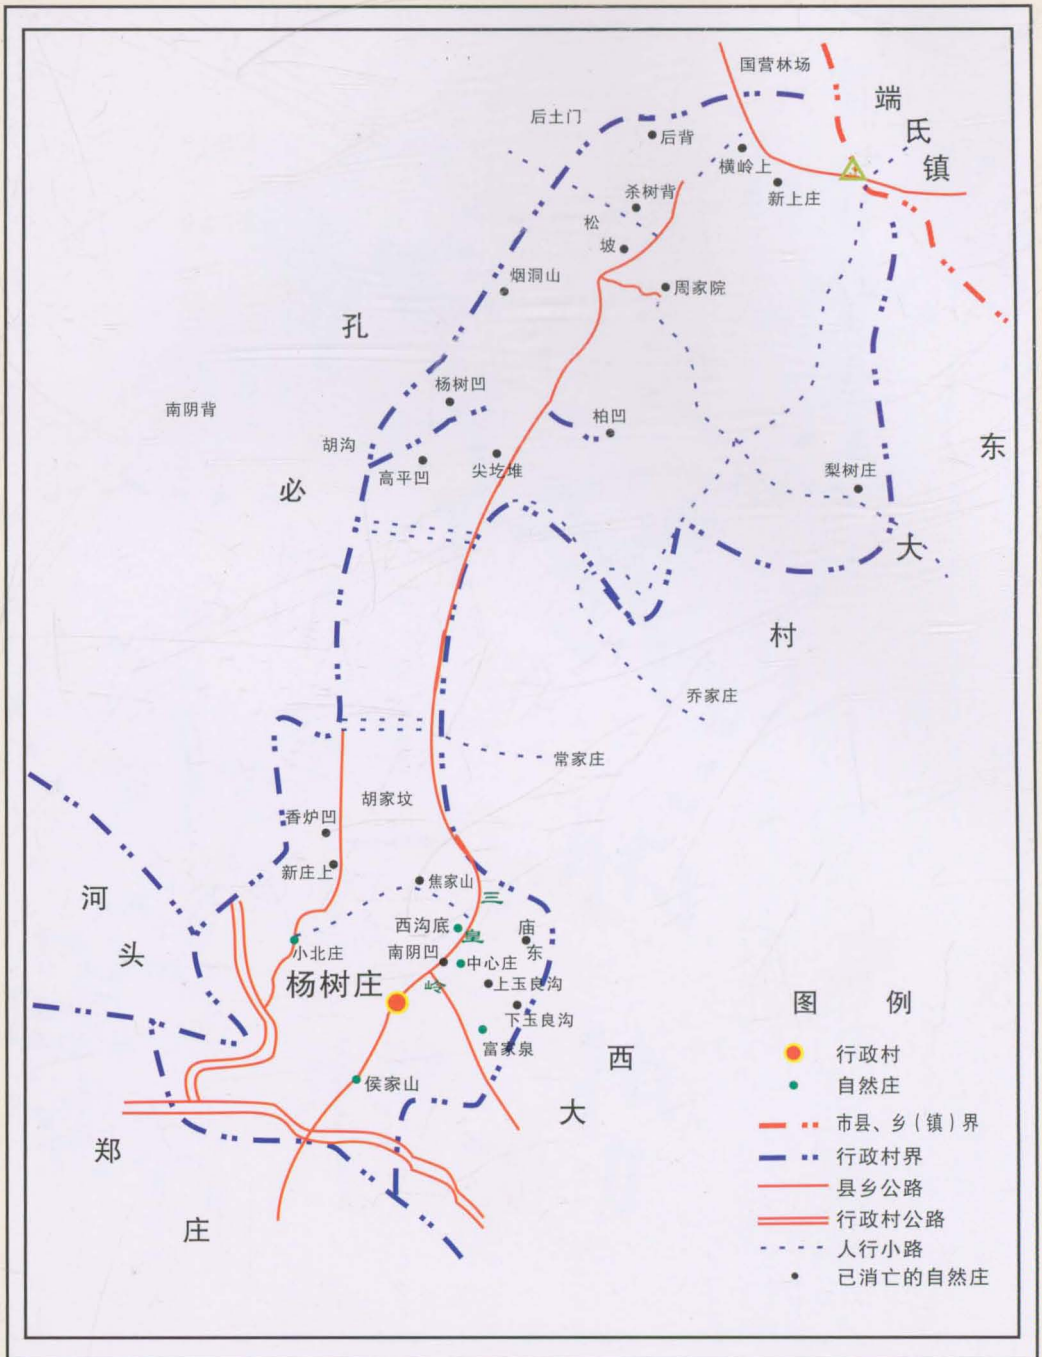 国营林场
端氏镇
后土门
后背
横岭上
新上庄
杀树背
松坡
烟洞山
周家院
孔必
杨树凹
南阴背
柏凹
胡沟
高平凹
尖圪堆
梨树庄
东大村
乔家庄
常家庄
胡家坟
香炉凹
新庄上
焦家山
河头
三皇岭
西沟底
庙东
小北庄
南阴凹
中心庄
杨树庄
上玉良沟
下玉良沟
富家泉
西大
侯家山
郑庄
图 例
行政村
自然庄
市县、乡(镇)界
行政村界
县乡公路
行政村公路
人行小路
已消亡的自然庄